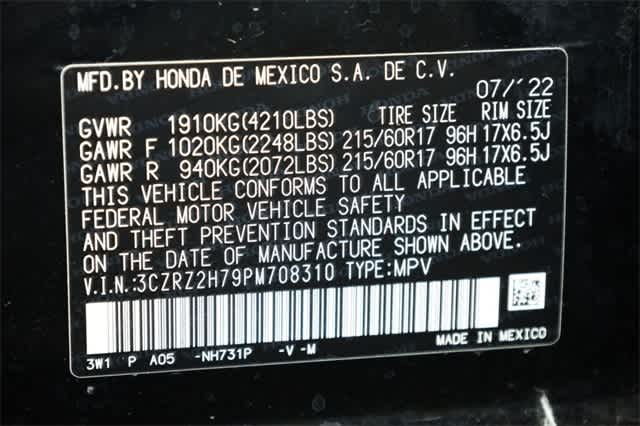 MFD.BY HONDA DE MEXICO S.A. DE C.V.
07/'22
GVWR 1910KG(4210LBS) TIRE SIZE RIM SIZE
GAWR F 1020KG(2248LBS) 215/60R17 96H 17X6.5J
GAWR R 940KG(2072LBS) 215/60R17 96H 17X6.5J
THIS VEHICLE CONFORMS TO ALL APPLICABLE
FEDERAL MOTOR VEHICLE SAFETY
AND THEFT PREVENTION STANDARDS IN EFFECT
ON THE DATE OF MANUFACTURE SHOWN ABOVE.
V.I.N.:3CZRZ2H79PM708310 TYPE:MPV
3W1 P A05 -NH731P -V -M
MADE IN MEXICO